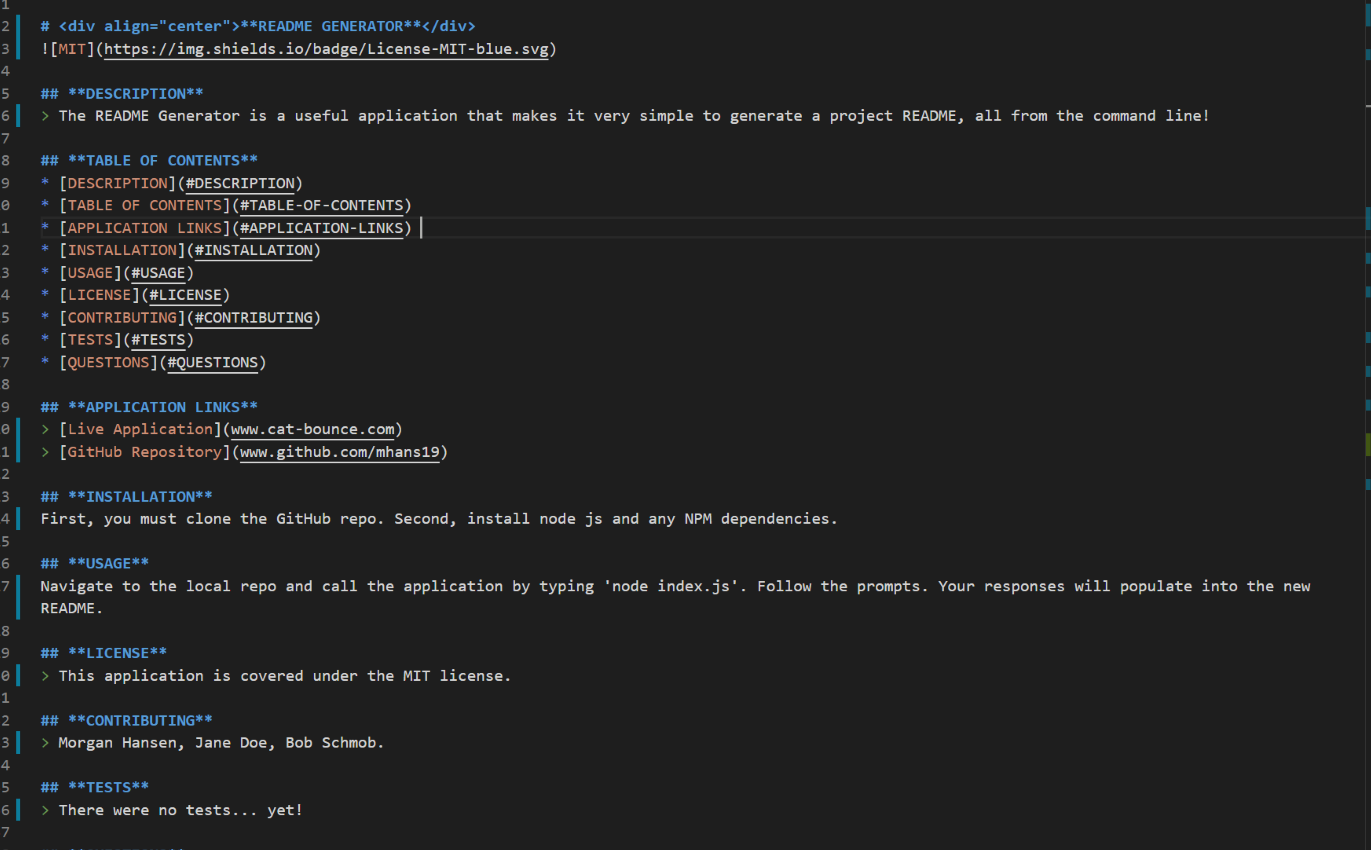 1
2 # <div align="center">**README GENERATOR**</div>
3 ![MIT](https://img.shields.io/badge/License-MIT-blue.svg)
4
5 ## **DESCRIPTION**
6 > The README Generator is a useful application that makes it very simple to generate a project README, all from the command line!
7
8 ## **TABLE OF CONTENTS**
9 * [DESCRIPTION](#DESCRIPTION)
0 * [TABLE OF CONTENTS](#TABLE-OF-CONTENTS)
1 * [APPLICATION LINKS](#APPLICATION-LINKS)
2 * [INSTALLATION](#INSTALLATION)
3 * [USAGE](#USAGE)
4 * [LICENSE](#LICENSE)
5 * [CONTRIBUTING](#CONTRIBUTING)
6 * [TESTS](#TESTS)
7 * [QUESTIONS](#QUESTIONS)
8
9 ## **APPLICATION LINKS**
0 > [Live Application](www.cat-bounce.com)
1 > [GitHub Repository](www.github.com/mhans19)
2
3 ## **INSTALLATION**
4 First, you must clone the GitHub repo. Second, install node js and any NPM dependencies.
5
6 ## **USAGE**
7 Navigate to the local repo and call the application by typing 'node index.js'. Follow the prompts. Your responses will populate into the new
README.
8
9 ## **LICENSE**
0 > This application is covered under the MIT license.
1
2 ## **CONTRIBUTING**
3 > Morgan Hansen, Jane Doe, Bob Schmob.
4
5 ## **TESTS**
6 > There were no tests... yet!
7